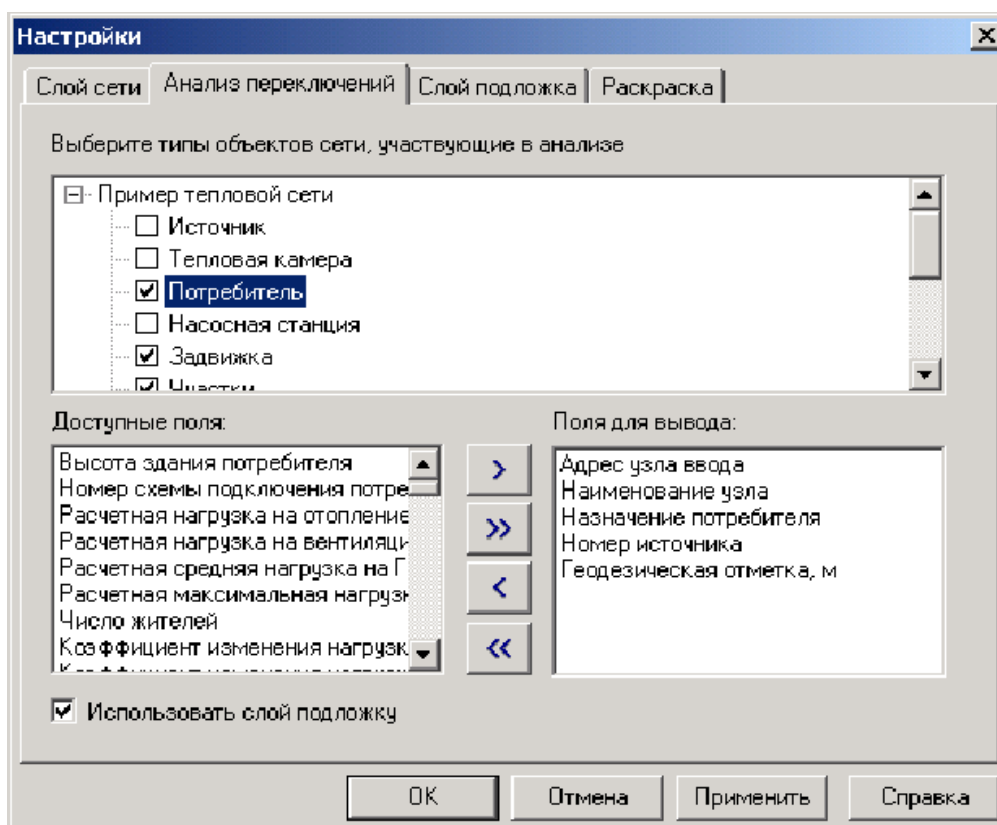 Настройки
Слой сети Анализ переключений Слой подложка Раскраска
Выберите типы объектов сети, участвующие в анализе
Пример тепловой сети
Источник
Тепловая камера
Потребитель
Насосная станция
Задвижка
Участки
Доступные поля:
Высота здания потребителя
Номер схемы подключения потре
Расчетная нагрузка на отопление
Расчетная нагрузка на вентиляци
Расчетная средняя нагрузка на Г
Расчетная максимальная нагрузк
Число жителей
Коэффициент изменения нагрузк
>
>>
<
<<
Поля для вывода:
Адрес узла ввода
Наименование узла
Назначение потребителя
Номер источника
Геодезическая отметка, м
Использовать слой подложку
OK Отмена Применить Справка